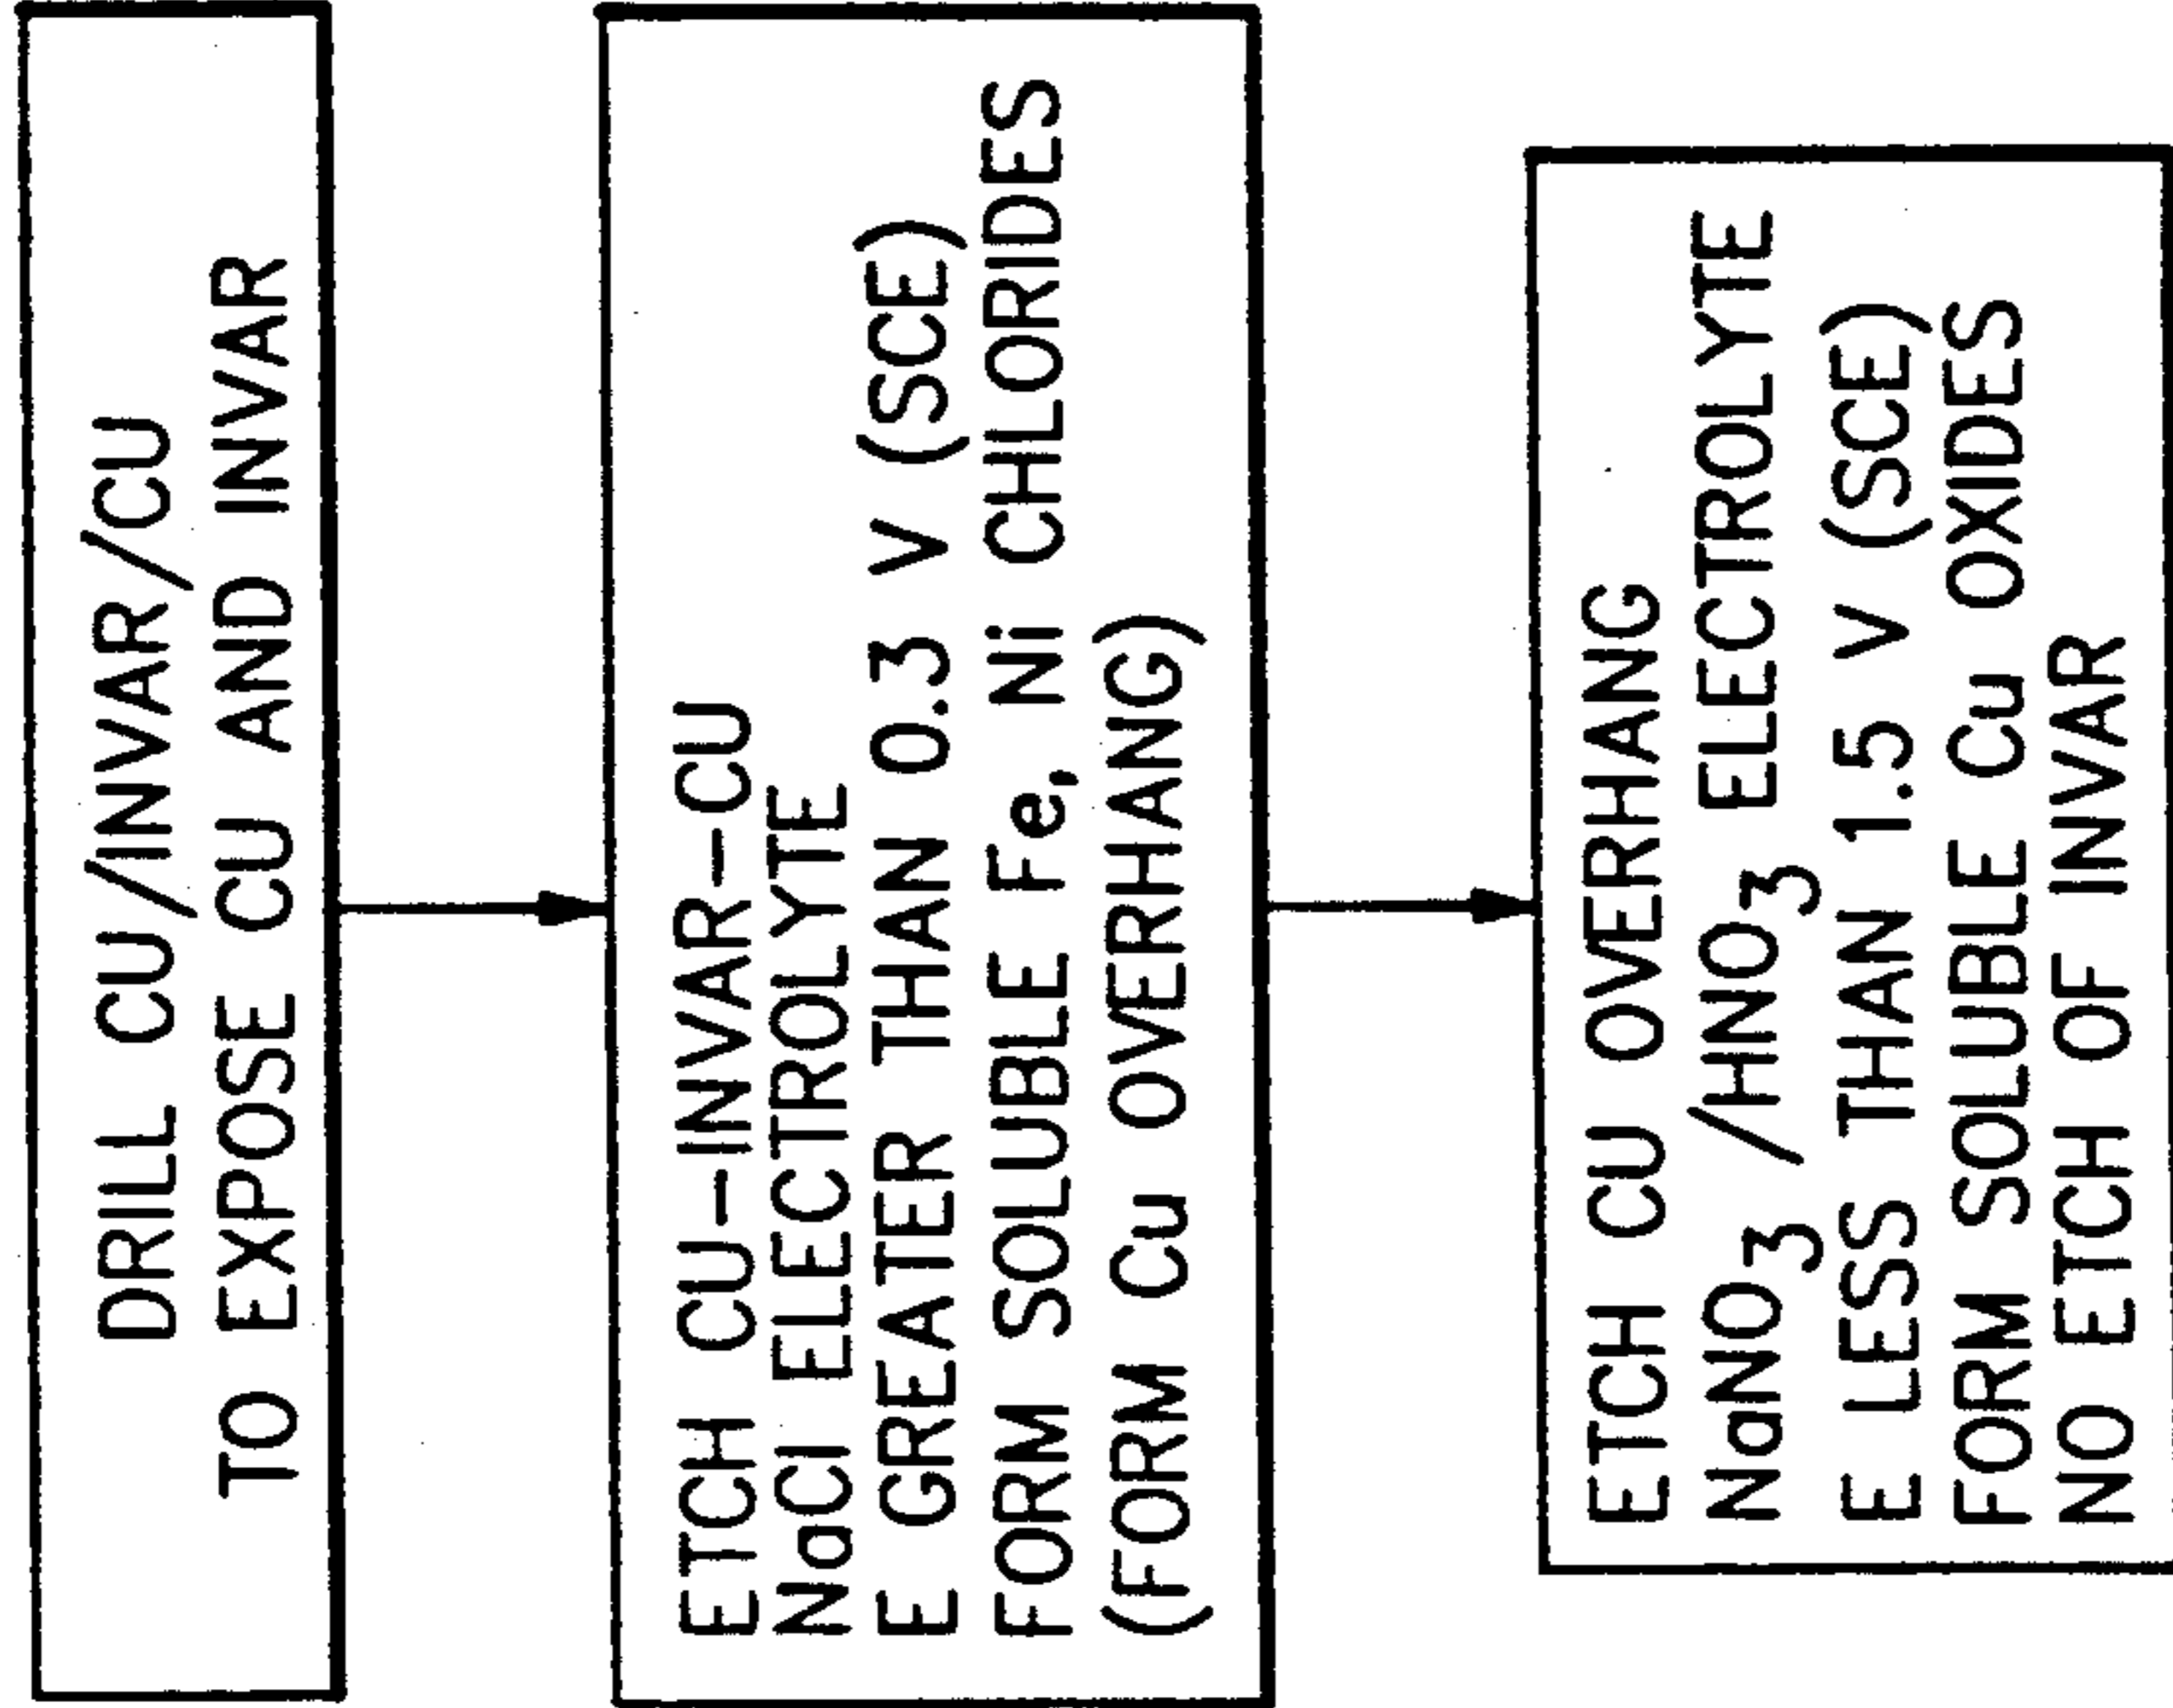 DRILL CU/INVAR/CU
TO EXPOSE CU AND INVAR
ETCH CU-INVAR-CU
NaCl ELECTROLYTE
E GREATER THAN 0.3 V (SCE)
FORM SOLUBLE Fe, Ni CHLORIDES
(FORM Cu OVERHANG)
ETCH CU OVERHANG
NaNO3/HNO3 ELECTROLYTE
E LESS THAN 1.5 V (SCE)
FORM SOLUBLE Cu OXIDES
NO ETCH OF INVAR